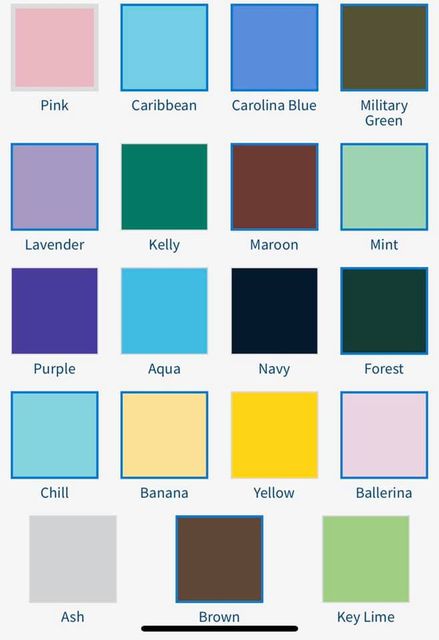 Pink
Caribbean
Carolina Blue
Military
Green
Lavender
Kelly
Maroon
Mint
Purple
Aqua
Navy
Forest
Chill
Banana
Yellow
Ballerina
Ash
Brown
Key Lime